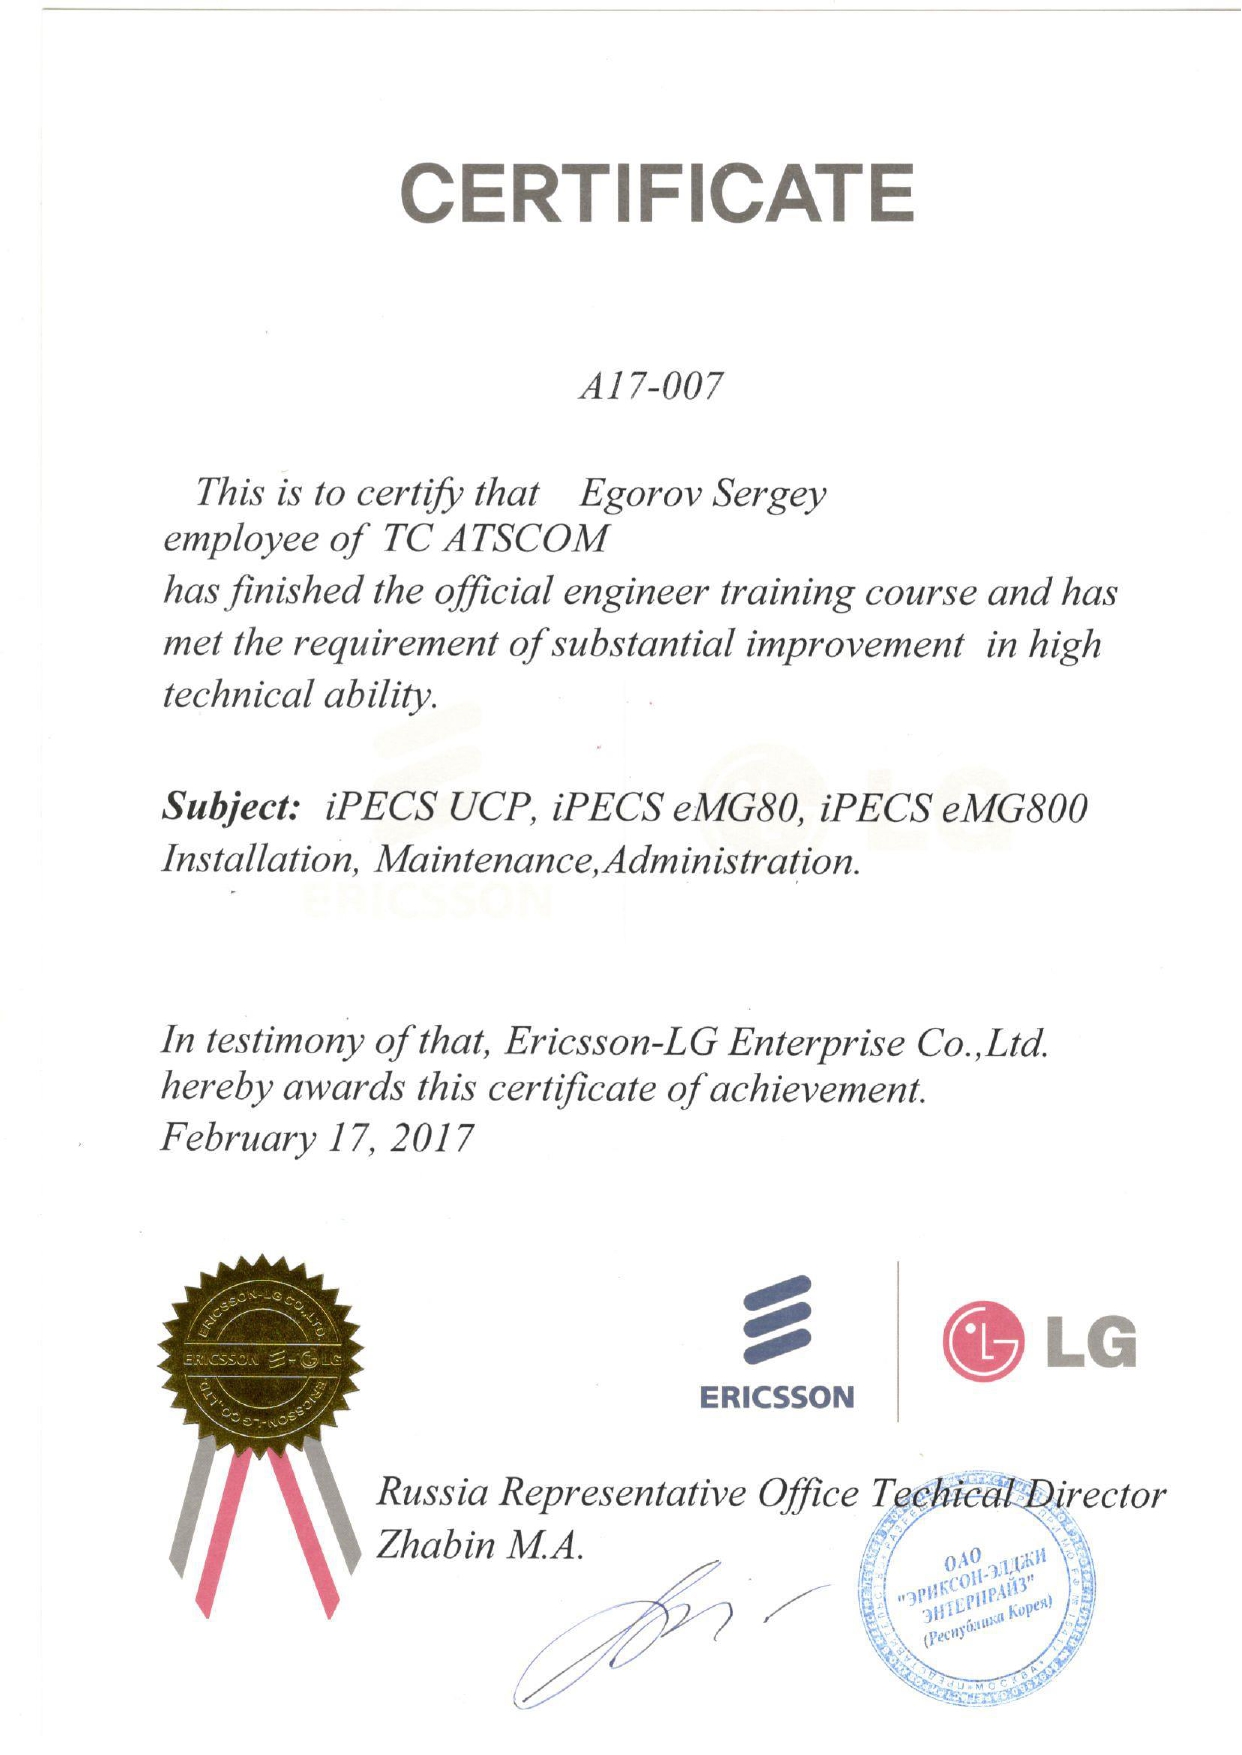 CERTIFICATE
A17-007
This is to certify that Egorov Sergey
employee of TC ATSCOM
has finished the official engineer training course and has
met the requirement of substantial improvement in high
technical ability.
Subject: iPECS UCP, iPECS eMG80, iPECS eMG800
Installation, Maintenance,Administration.
In testimony of that, Ericsson-LG Enterprise Co.,Ltd.
hereby awards this certificate of achievement.
February 17, 2017
ERICSSON-LG CO.,LTD.
ERICSSON - LG
ERICSSON-LG CO.,LTD.
ERICSSON
LG
Russia Representative Office Techical Director
Zhabin M.A.
ОАО
"ЭРИКСОН-ЭЛДЖИ
ЭНТЕРПРАЙЗ"
(Республика Корея)
МОСКВА